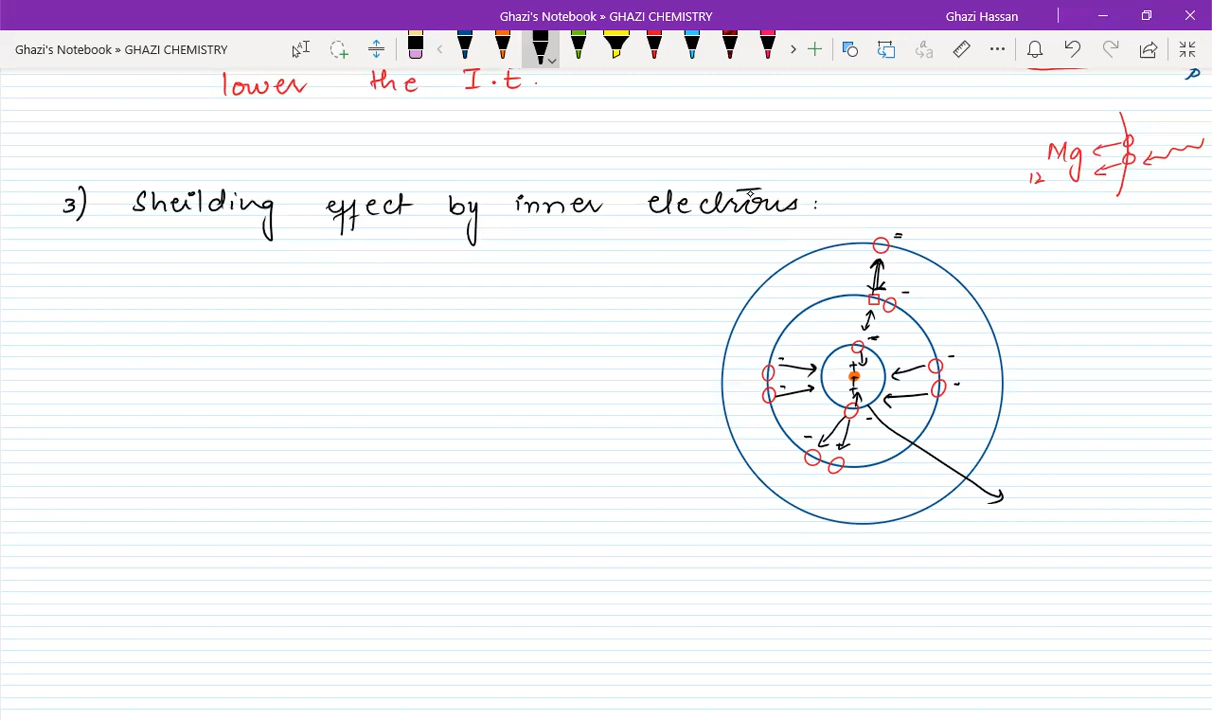 Ghazi's Notebook » GHAZI CHEMISTRY
Ghazi Hassan
Ghazi's Notebook » GHAZI CHEMISTRY
lower the I.t.
12 Mg
3) Sheilding effect by inner electrons :